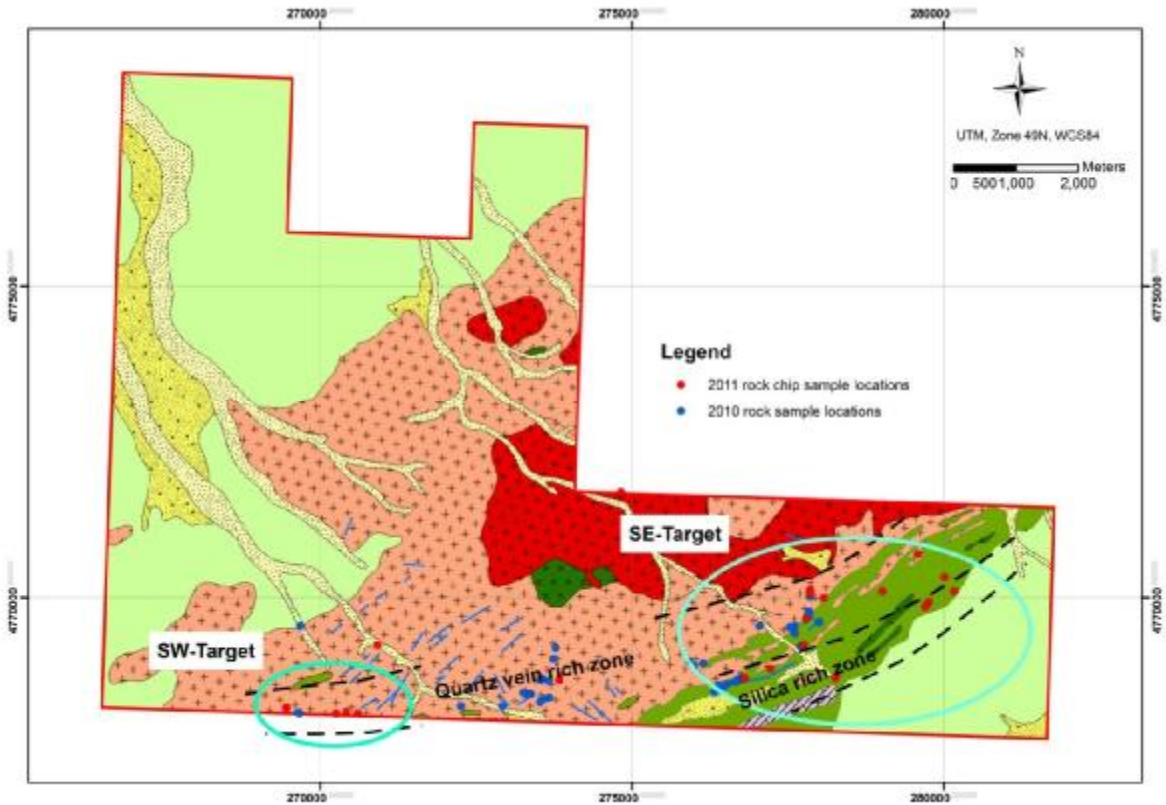 270000 275000 280000
N
UTM, Zone 49N, WGS84
Meters
0 500 1,000 2,000
4775000 4775000
Legend
2011 rock chip sample locations
2010 rock sample locations
SE-Target
4770000 4770000
SW-Target
Quartz vein rich zone
Silica rich zone
270000 275000 280000